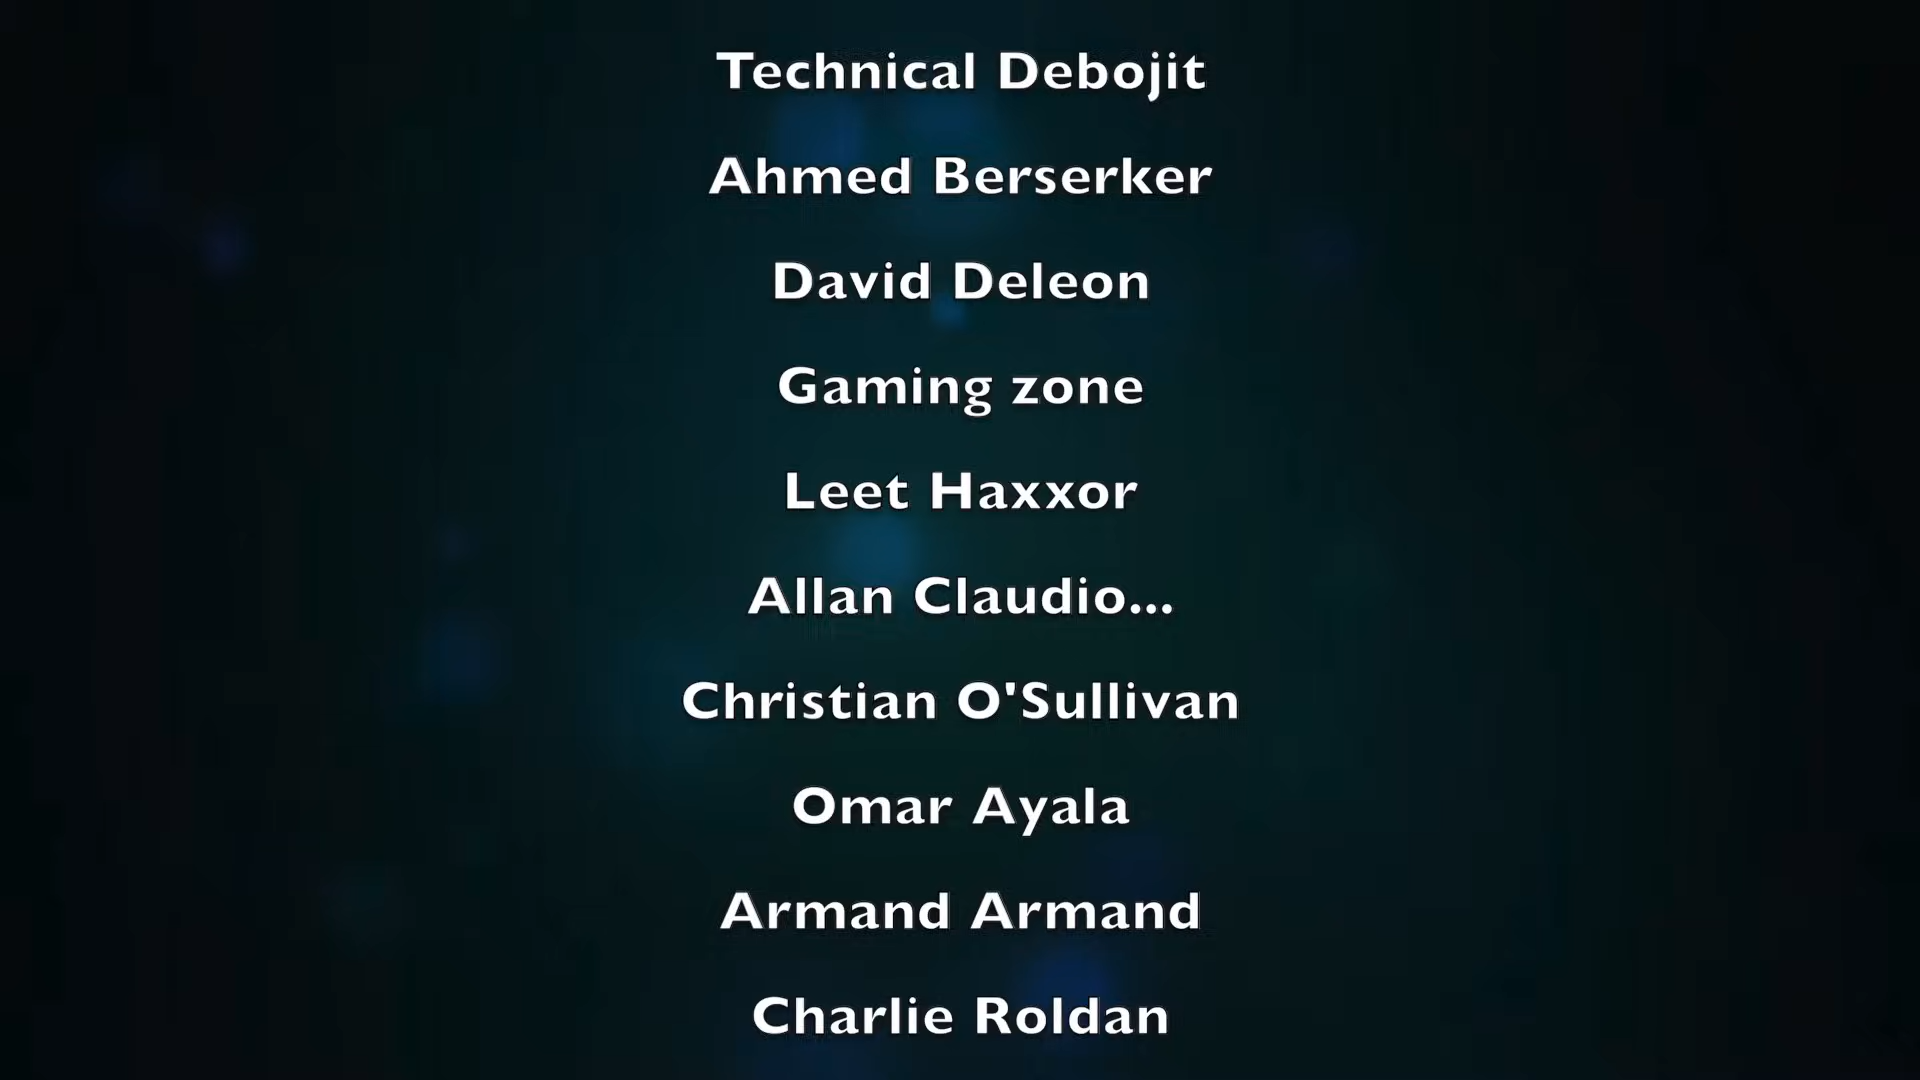 Technical Debojit
Ahmed Berserker
David Deleon
Gaming zone
Leet Haxxor
Allan Claudio...
Christian O'Sullivan
Omar Ayala
Armand Armand
Charlie Roldan